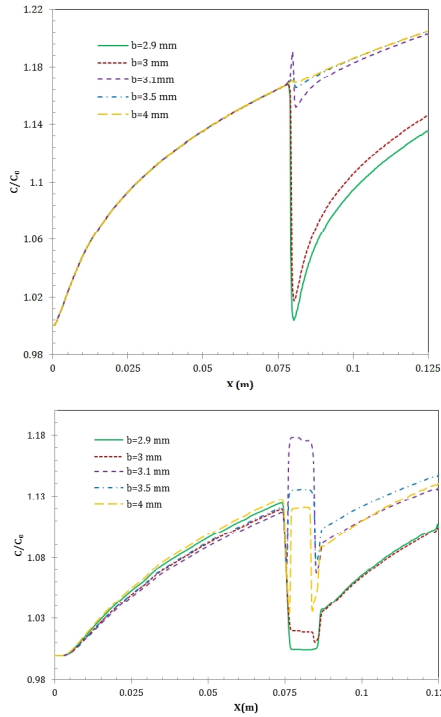 1.22
1.18
1.14
1.1
1.06
1.02
0.98
C/C₀
b=2.9 mm
b=3 mm
b=3.1mm
b=3.5 mm
b=4 mm
0
0.025
0.05
0.075
0.1
0.125
X (m)
1.18
1.13
1.08
1.03
0.98
C/C₀
b=2.9 mm
b=3 mm
b=3.1 mm
b=3.5 mm
b=4 mm
0
0.025
0.05
0.075
0.1
X(m)